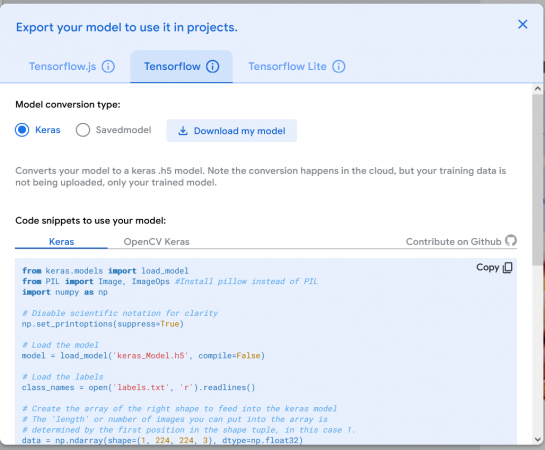 Export your model to use it in projects.
Tensorflow.js
Tensorflow
Tensorflow Lite
Model conversion type:
Keras
Savedmodel
Download my model
Converts your model to a keras .h5 model. Note the conversion happens in the cloud, but your training data is
not being uploaded, only your trained model.
Code snippets to use your model:
Keras
OpenCV Keras
Contribute on Github
Copy
from keras.models import load_model
from PIL import Image, ImageOps #Install pillow instead of PIL
import numpy as np
# Disable scientific notation for clarity
np.set_printoptions(suppress=True)
# Load the model
model = load_model('keras_Model.h5', compile=False)
# Load the labels
class_names = open('labels.txt', 'r').readlines()
# Create the array of the right shape to feed into the keras model
# The 'length' or number of images you can put into the array is
# determined by the first position in the shape tuple, in this case 1.
data = np.ndarray(shape=(1, 224, 224, 3), dtype=np.float32)